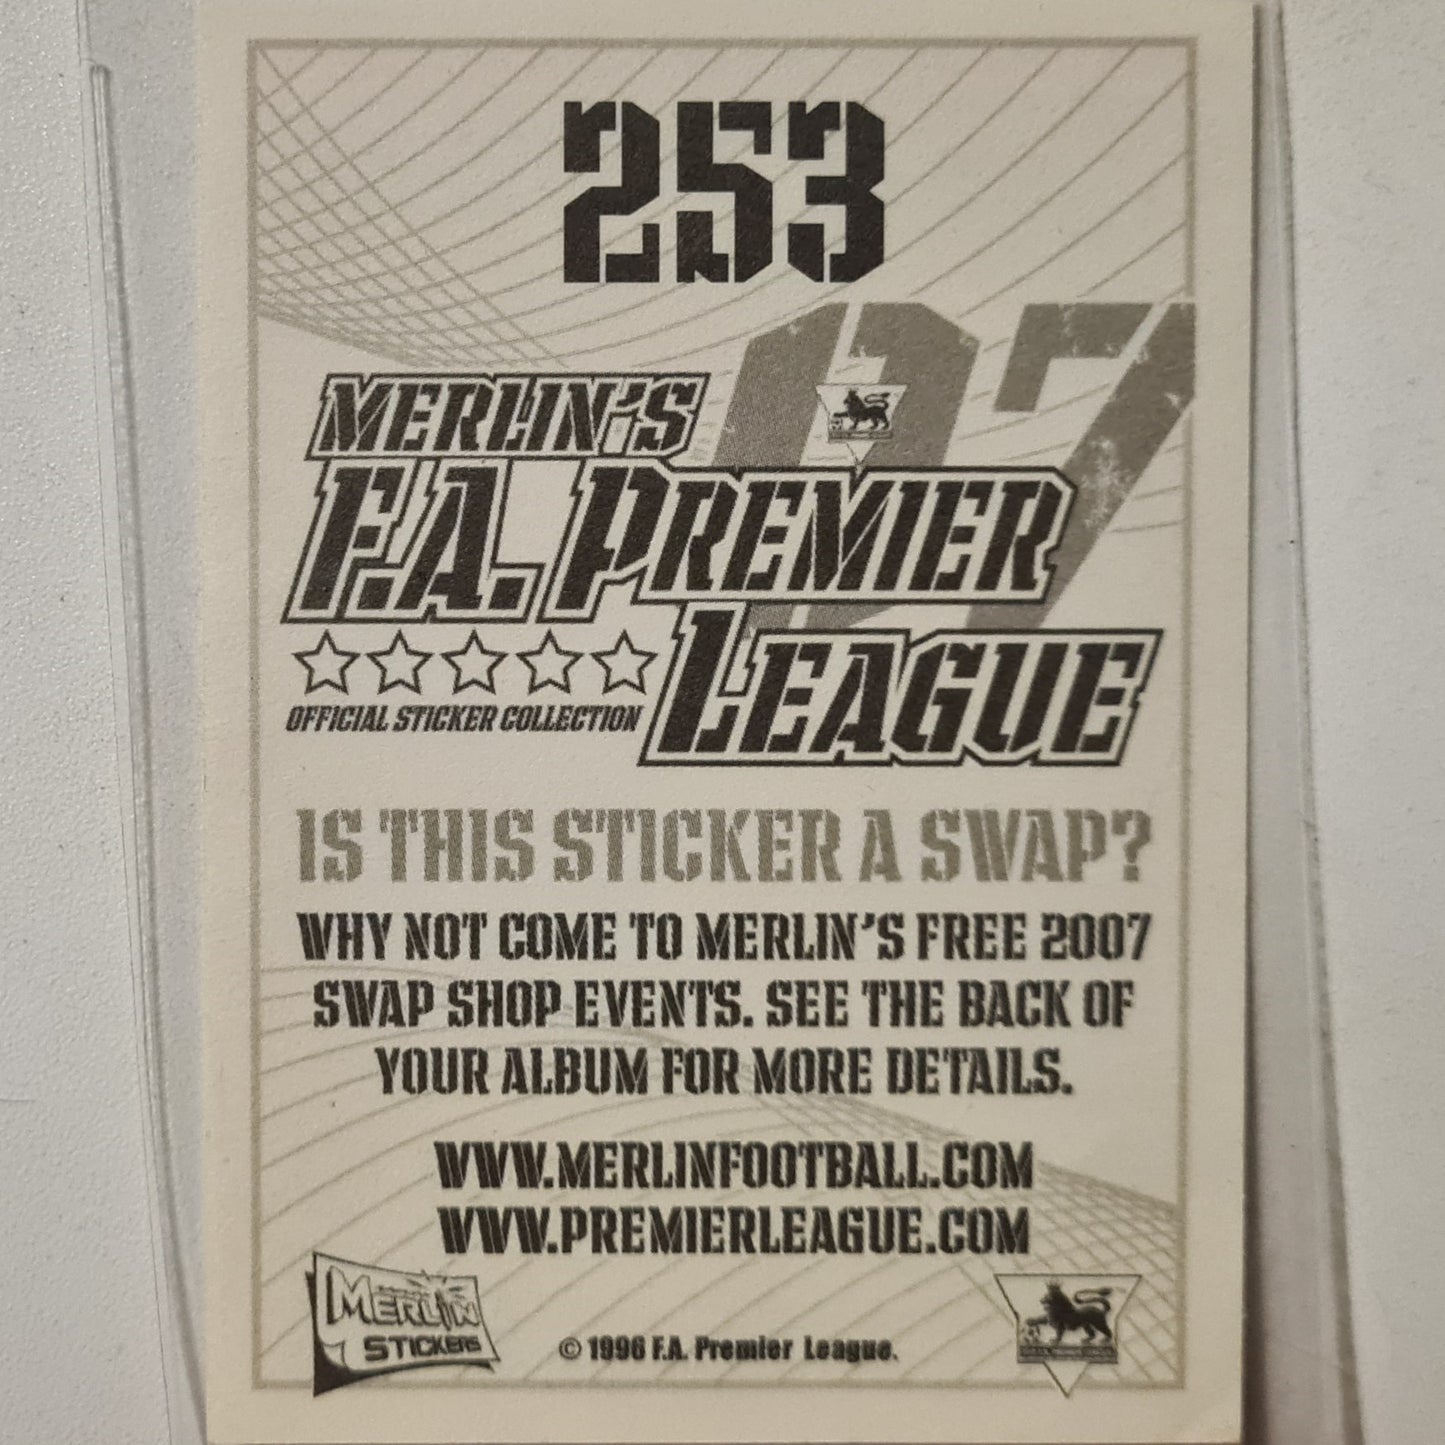 253
07
MERLIN'S
F.A. PREMIER
LEAGUE
OFFICIAL STICKER COLLECTION
IS THIS STICKER A SWAP?
WHY NOT COME TO MERLIN'S FREE 2007
SWAP SHOP EVENTS. SEE THE BACK OF
YOUR ALBUM FOR MORE DETAILS.
WWW.MERLINFOOTBALL.COM
WWW.PREMIERLEAGUE.COM
MERLIN
STICKERS
© 1996 F.A. Premier League.